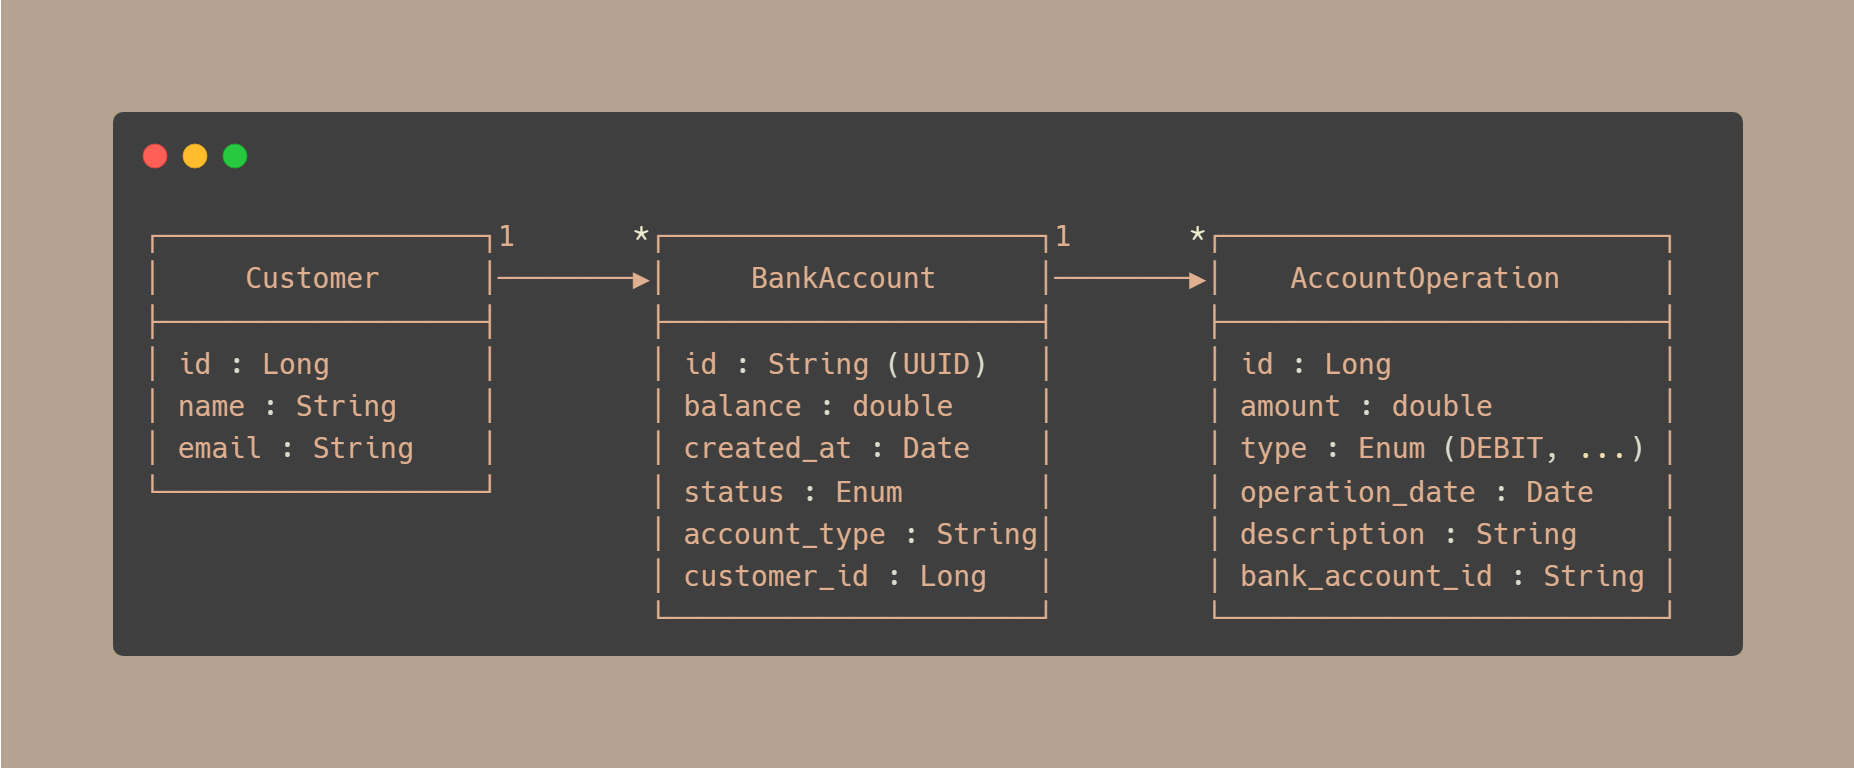 1 * 1 *
Customer BankAccount AccountOperation
id : Long id : String (UUID) id : Long
name : String balance : double amount : double
email : String created_at : Date type : Enum (DEBIT, ...)
status : Enum operation_date : Date
account_type : String description : String
customer_id : Long bank_account_id : String